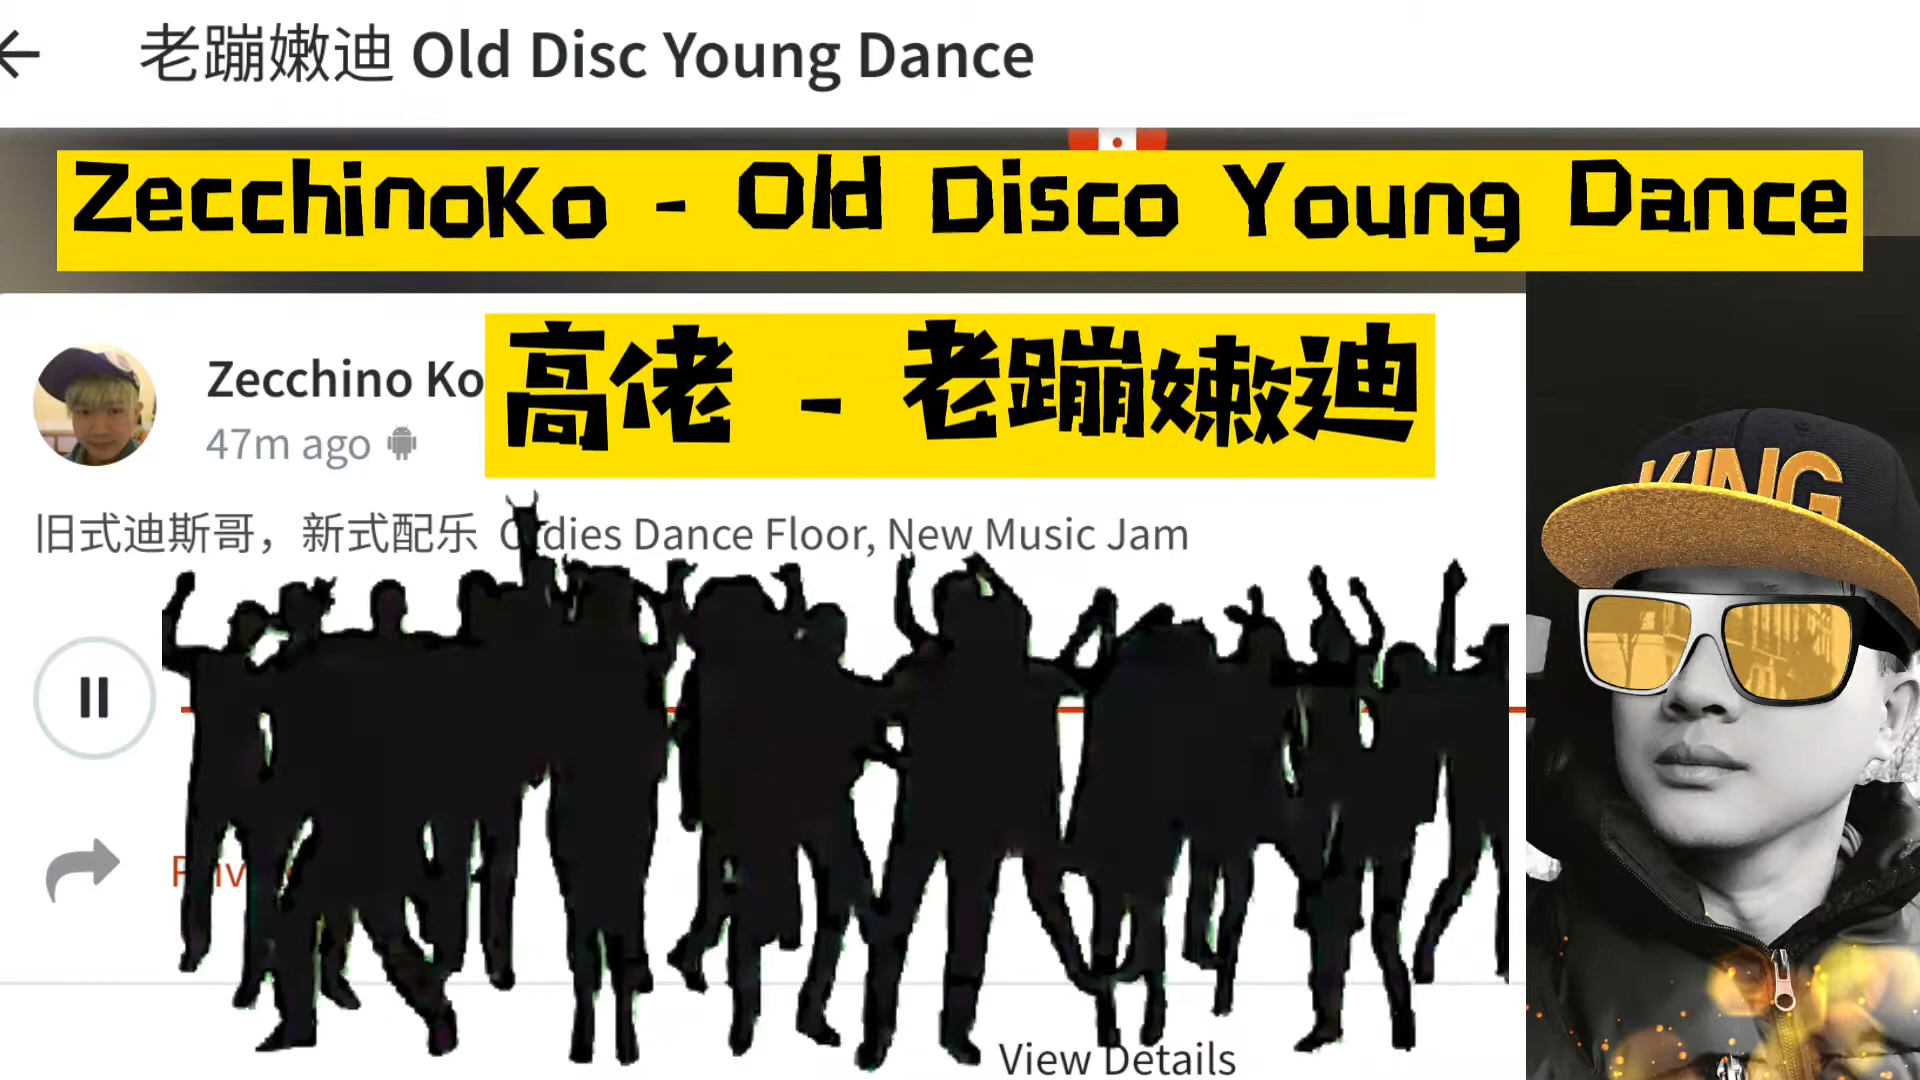 老蹦嫩迪 Old Disc Young Dance
ZecchinoKo - Old Disco Young Dance
高佬 - 老蹦嫩迪
Zecchino Ko
47m ago
旧式迪斯哥，新式配乐 Oldies Dance Floor, New Music Jam
KING
View Details